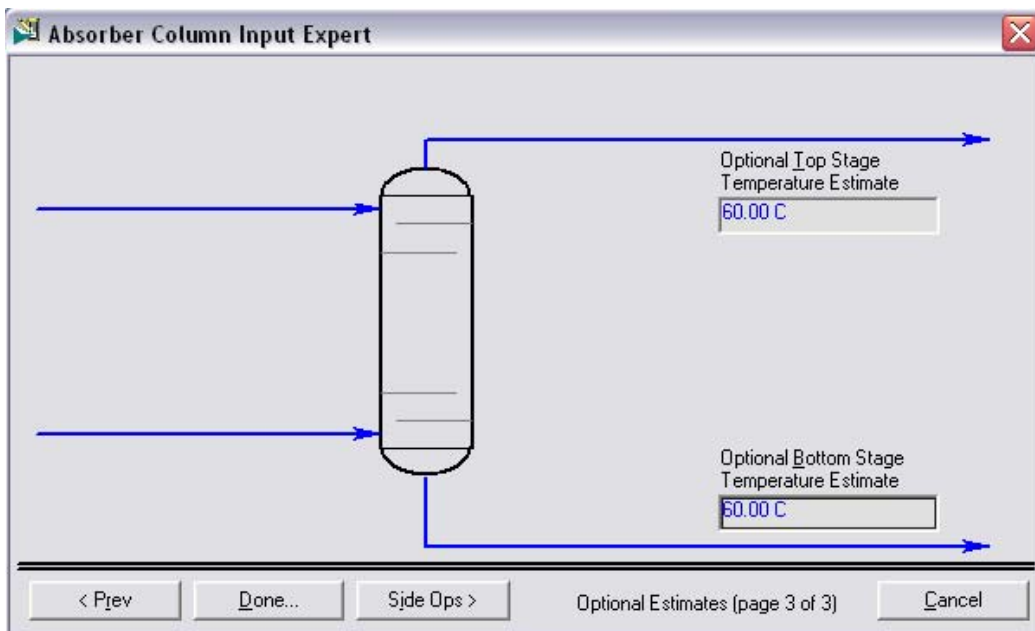 Absorber Column Input Expert
Optional Top Stage
Temperature Estimate
60.00 C
Optional Bottom Stage
Temperature Estimate
60.00 C
< Prev
Done...
Side Ops >
Optional Estimates (page 3 of 3)
Cancel